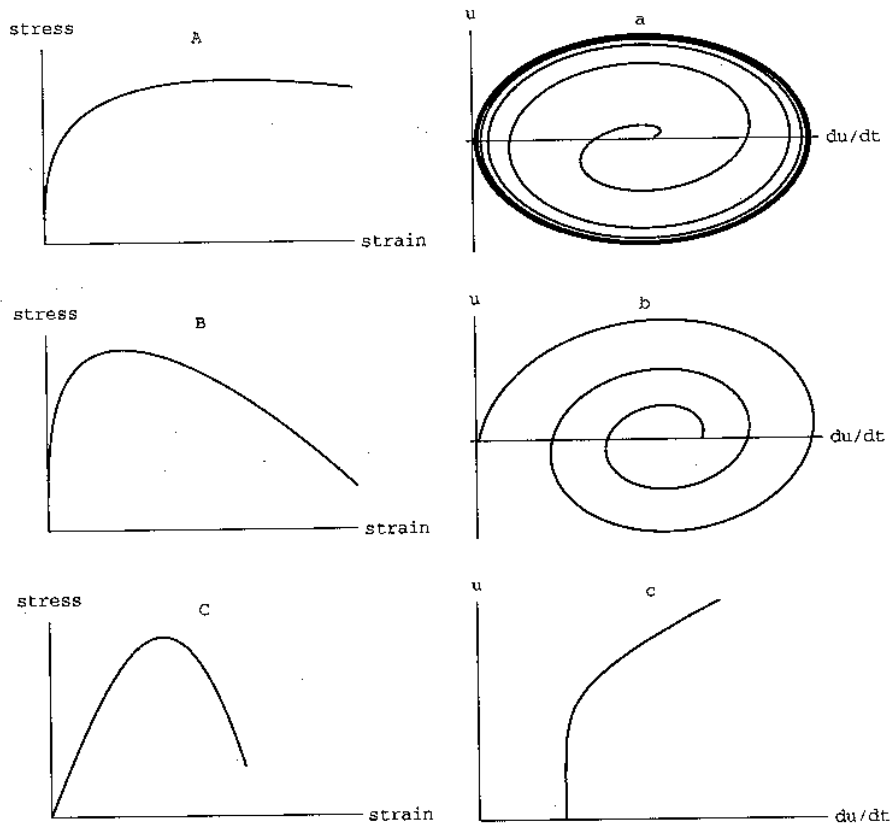 stress
A
strain
u
a
du/dt
stress
B
strain
u
b
du/dt
stress
C
strain
u
c
du/dt